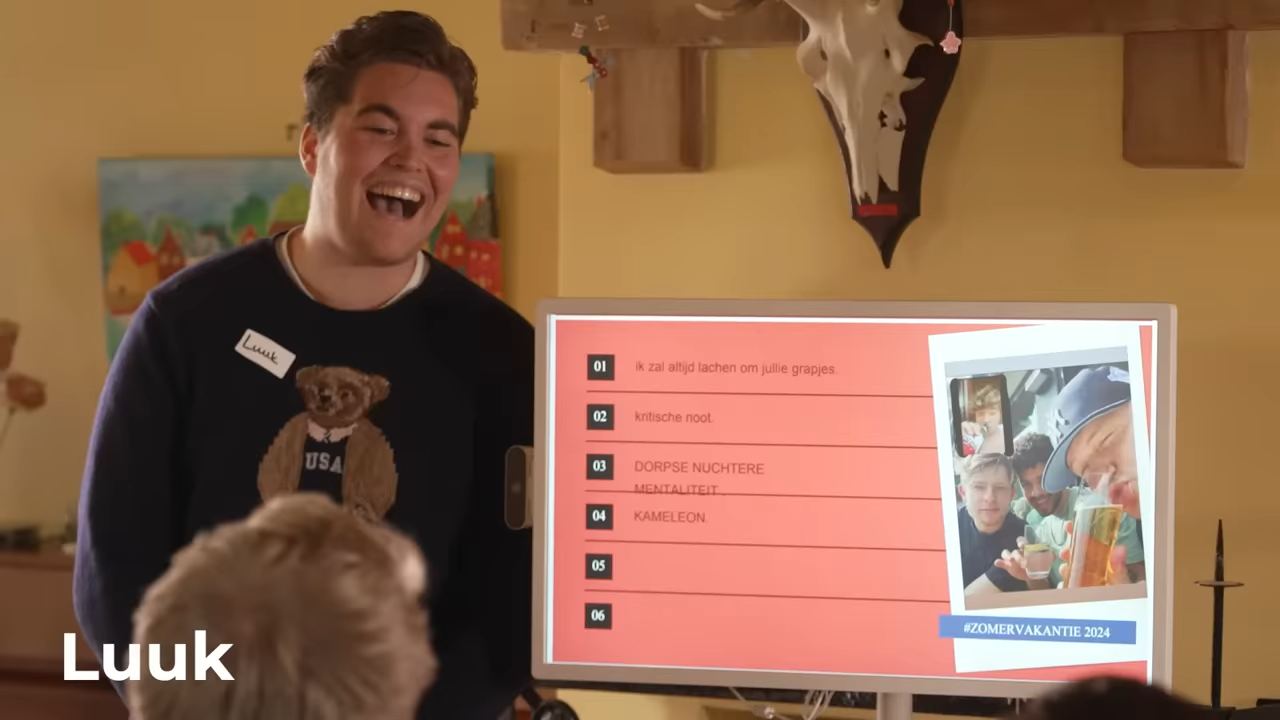 Luuk
USA
01 ik zal altijd lachen om jullie grapjes.
02 kritische noot.
03 DORPSE NUCHTERE
MENTALITEIT .
04 KAMELEON.
05
06
#ZOMERVAKANTIE 2024
Luuk